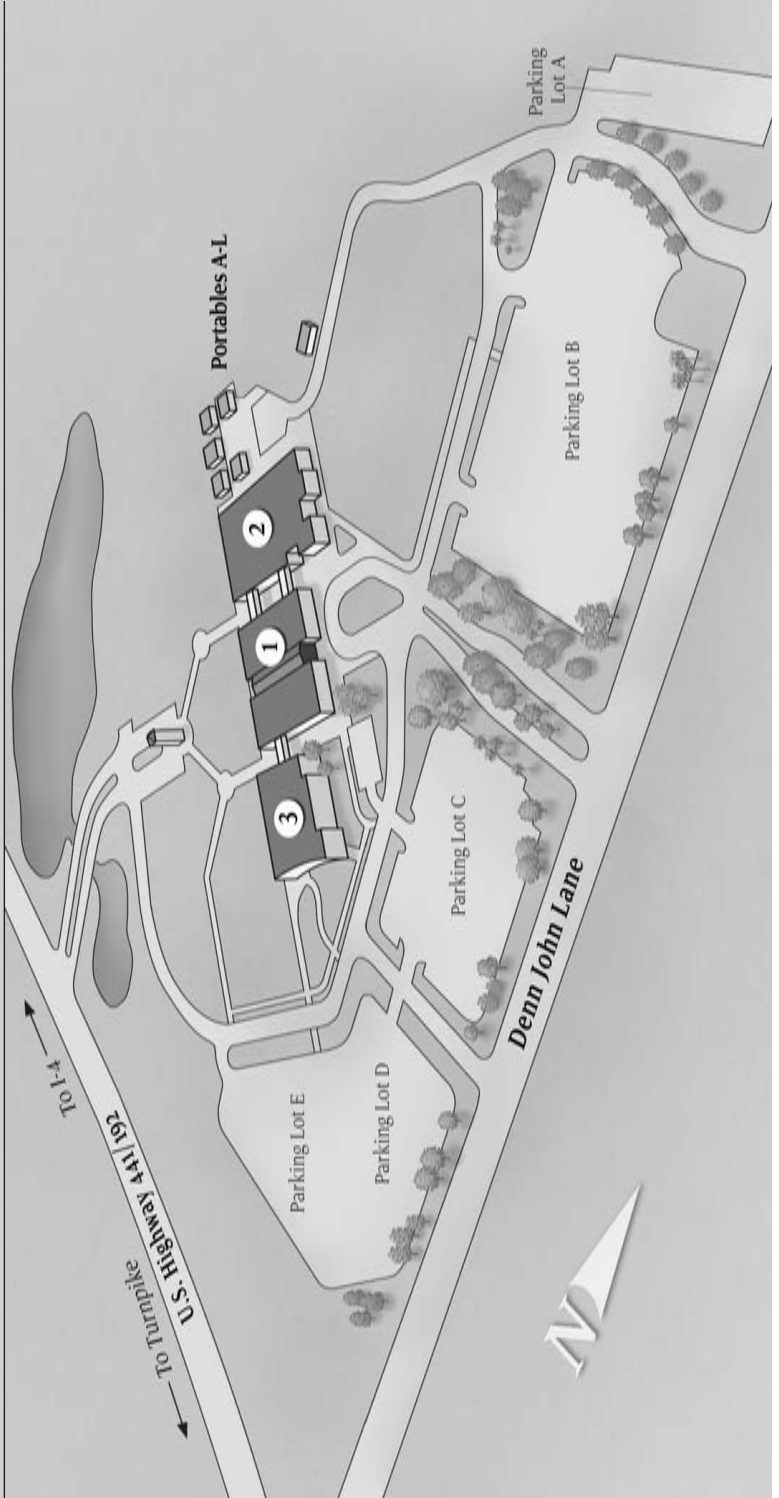 To I-4
U.S. Highway 441/192
To Turnpike
Portables A-L
2
1
3
Parking
Lot A
Parking Lot B
Parking Lot C
Parking Lot D
Parking Lot E
Denn John Lane
N